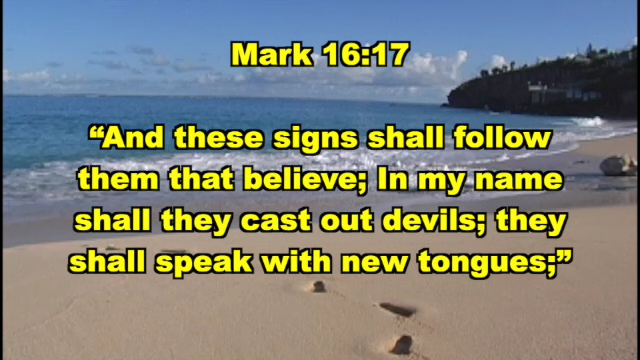 Mark 16:17
“And these signs shall follow
them that believe; In my name
shall they cast out devils; they
shall speak with new tongues;”